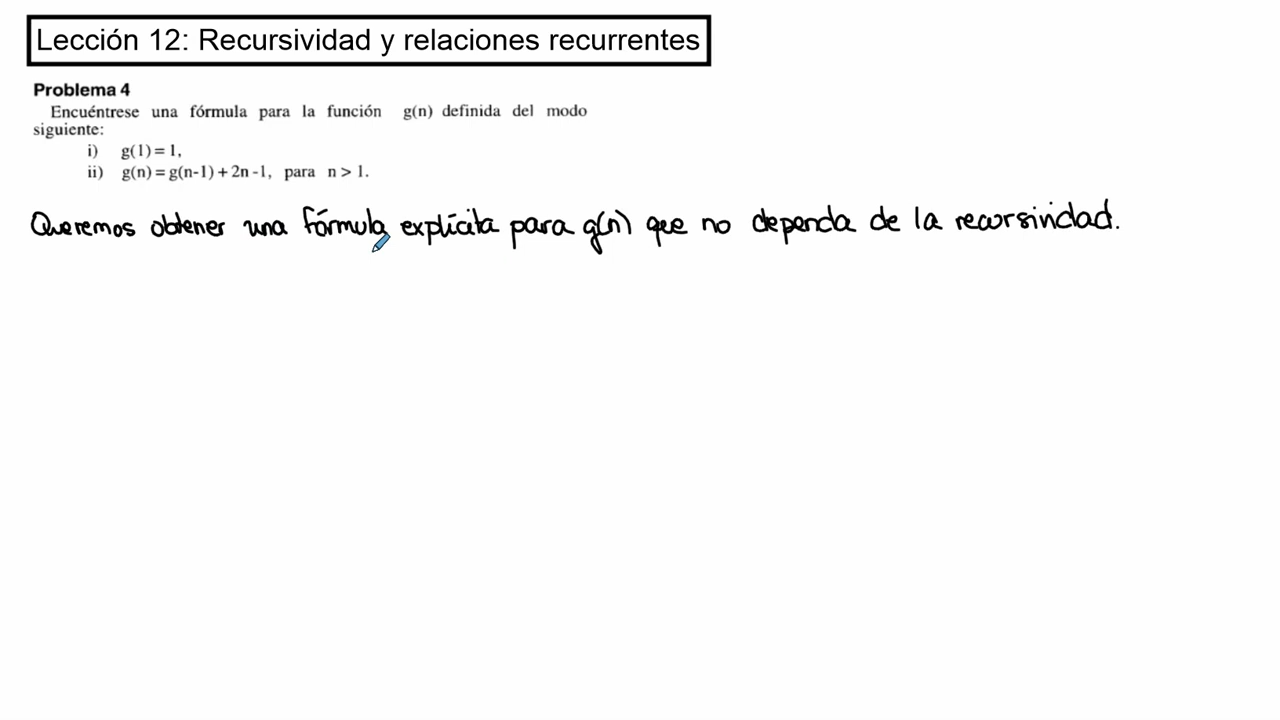 Lección 12: Recursividad y relaciones recurrentes
Problema 4
Encuéntrese una fórmula para la función g(n) definida del modo
siguiente:
i) g(1) = 1,
ii) g(n) = g(n-1) + 2n -1, para n > 1.
Queremos obtener una fórmula explícita para g(n) que no dependa de la recursividad.